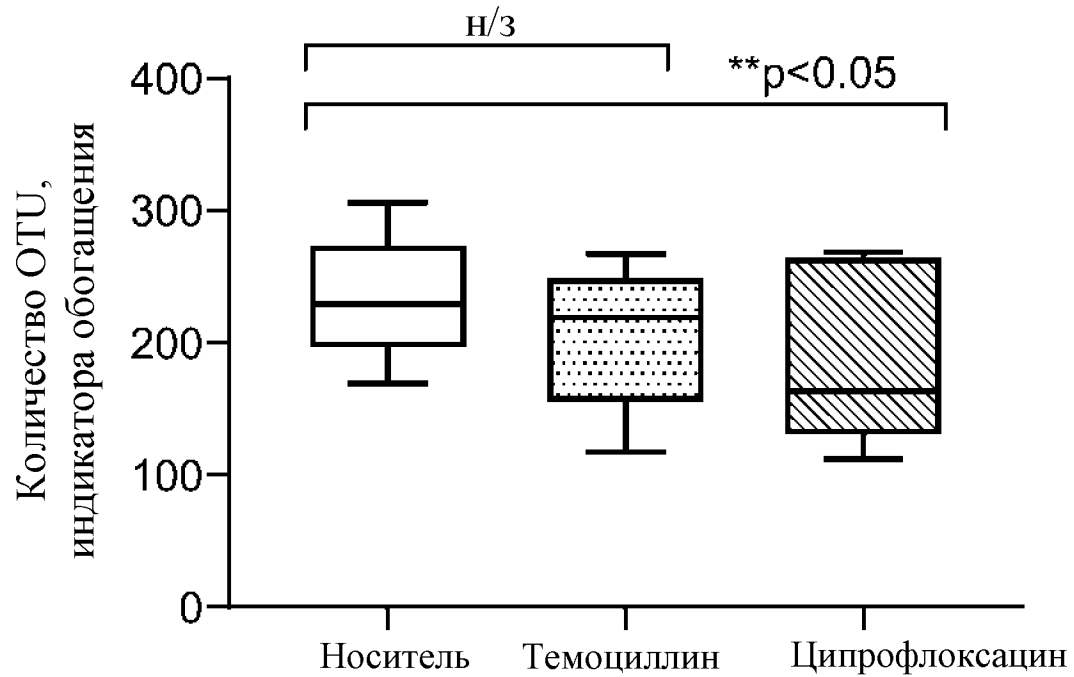 н/з
**p<0.05
Количество OTU,
индикатора обогащения
400
300
200
100
0
Носитель
Темоциллин
Ципрофлоксацин